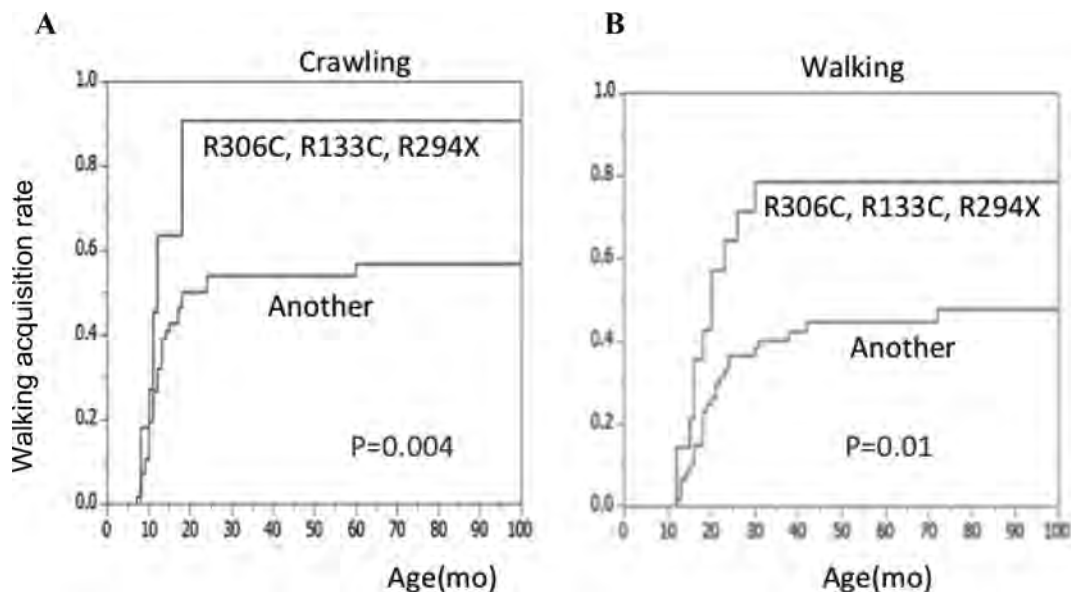 A
Crawling
Walking acquisition rate
1.0
0.8
0.6
0.4
0.2
0.0
R306C, R133C, R294X
Another
P=0.004
0 10 20 30 40 50 60 70 80 90 100
Age(mo)
B
Walking
1.0
0.8
0.6
0.4
0.2
0.0
R306C, R133C, R294X
Another
P=0.01
0 10 20 30 40 50 60 70 80 90 100
Age(mo)